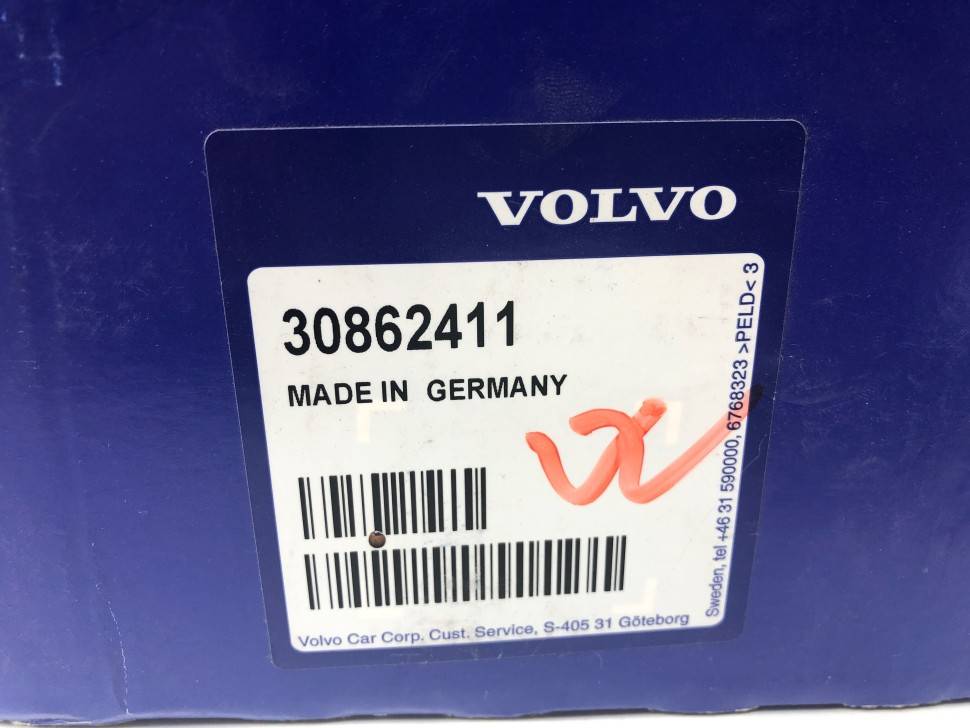 VOLVO
30862411
MADE IN GERMANY
Volvo Car Corp. Cust. Service, S-405 31 Göteborg
Sweden, tel +46 31 590000, 6768323 >PELD< 3